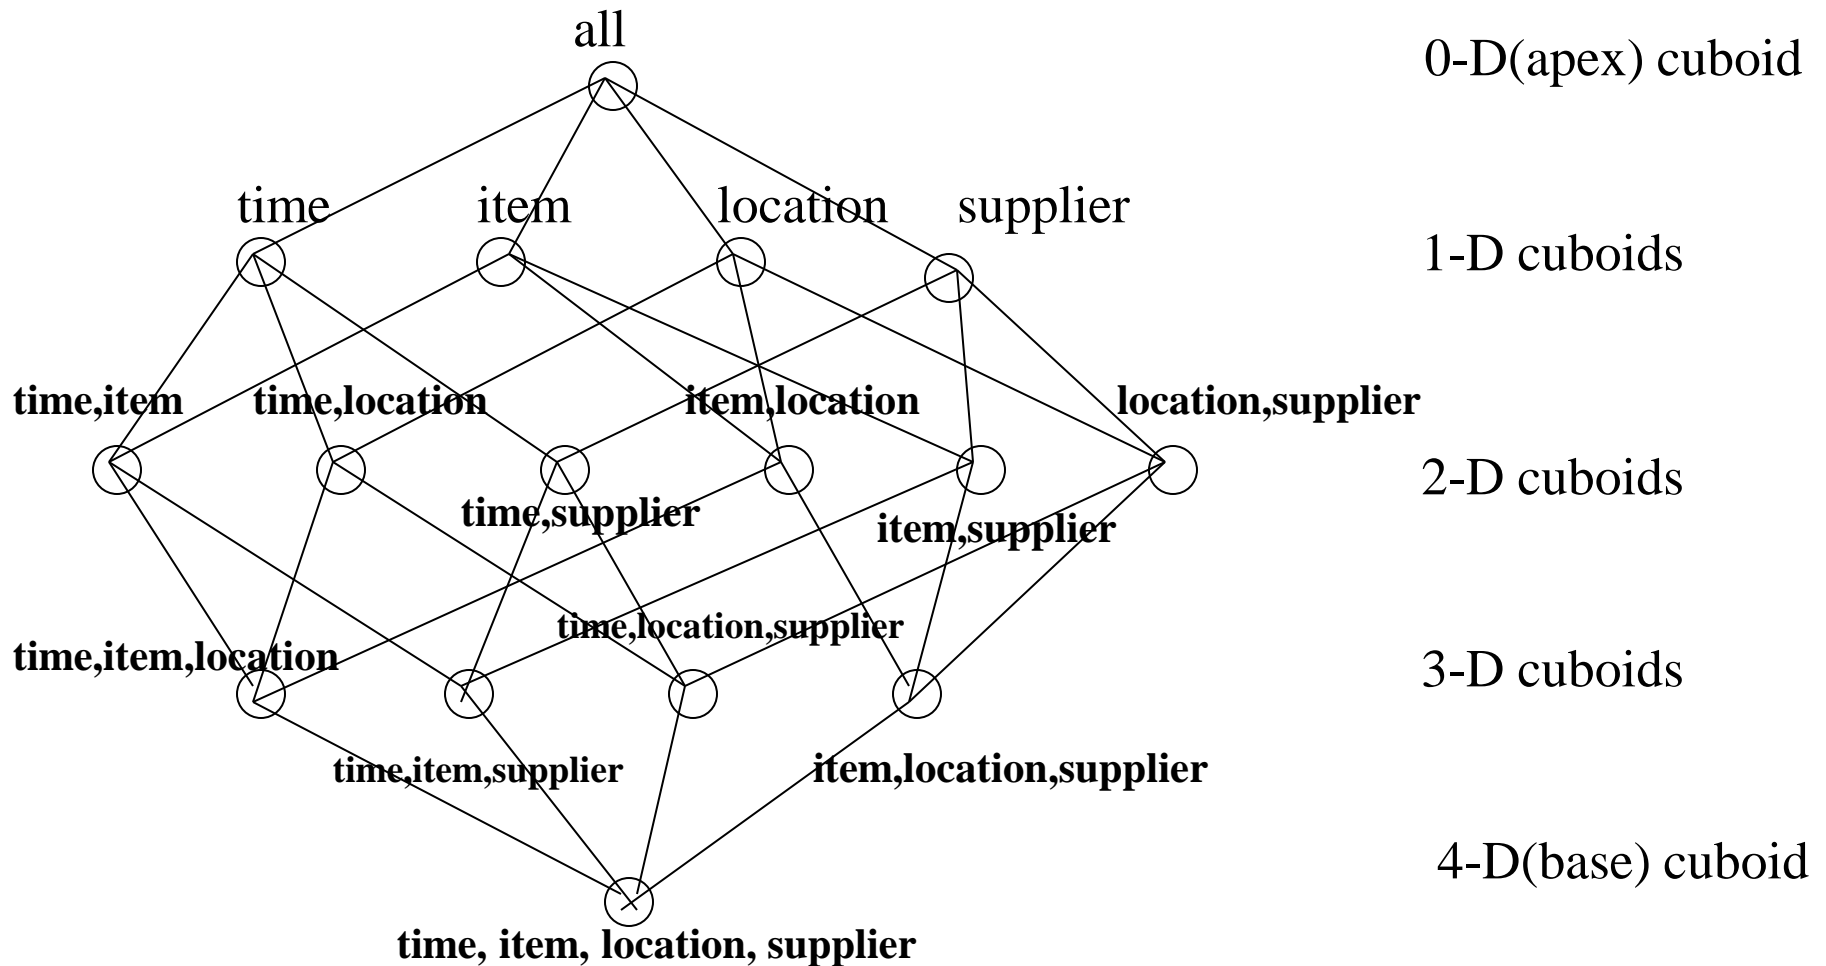 all
0-D(apex) cuboid
time
item
location
supplier
1-D cuboids
time,item
time,location
item,location
location,supplier
2-D cuboids
time,supplier
item,supplier
time,location,supplier
time,item,location
3-D cuboids
time,item,supplier
item,location,supplier
4-D(base) cuboid
time, item, location, supplier